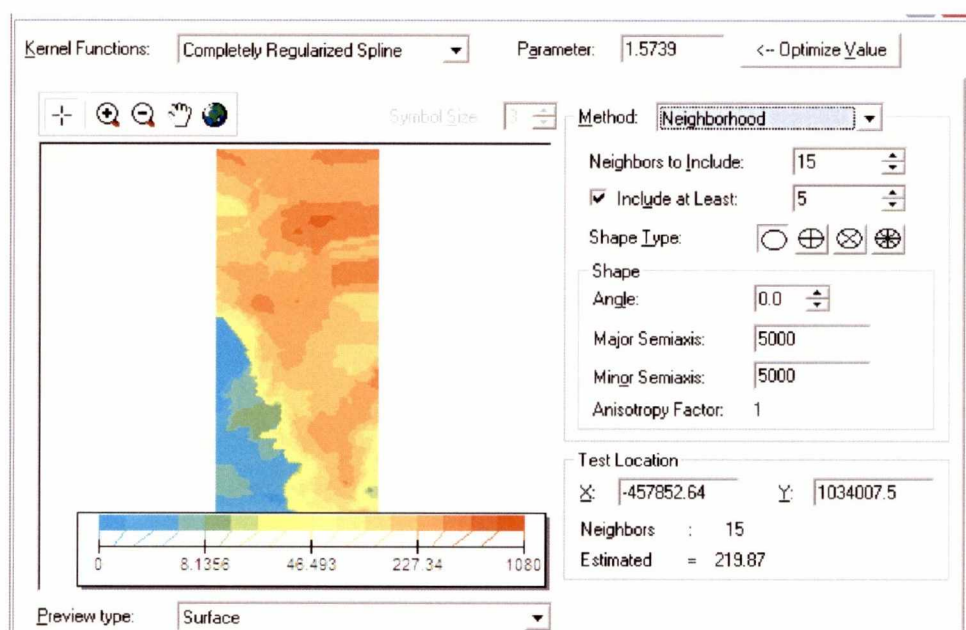 Kernel Functions: Completely Regularized Spline Parameter: 1.5739 <-- Optimize Value
Symbol Size 3
Method: Neighborhood
Neighbors to Include: 15
Include at Least: 5
Shape Type:
Shape
Angle: 0.0
Major Semiaxis: 5000
Minor Semiaxis: 5000
Anisotropy Factor: 1
Test Location
X: -457852.64 Y: 1034007.5
Neighbors : 15
Estimated = 219.87
0 8.1356 46.493 227.34 1080
Preview type: Surface